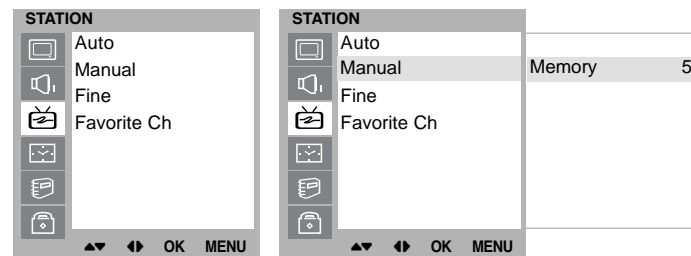 STATION
Auto
Manual
Fine
Favorite Ch
OK MENU
STATION
Auto
Manual
Fine
Favorite Ch
Memory 5
OK MENU